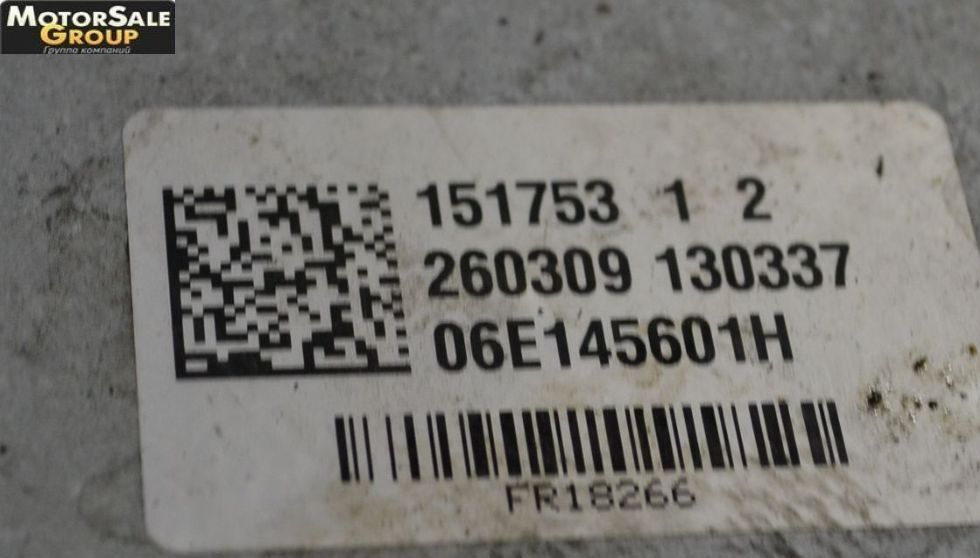 MOTORSALE
GROUP
Группа компаний
151753 1 2
260309 130337
06E145601H
FR18266